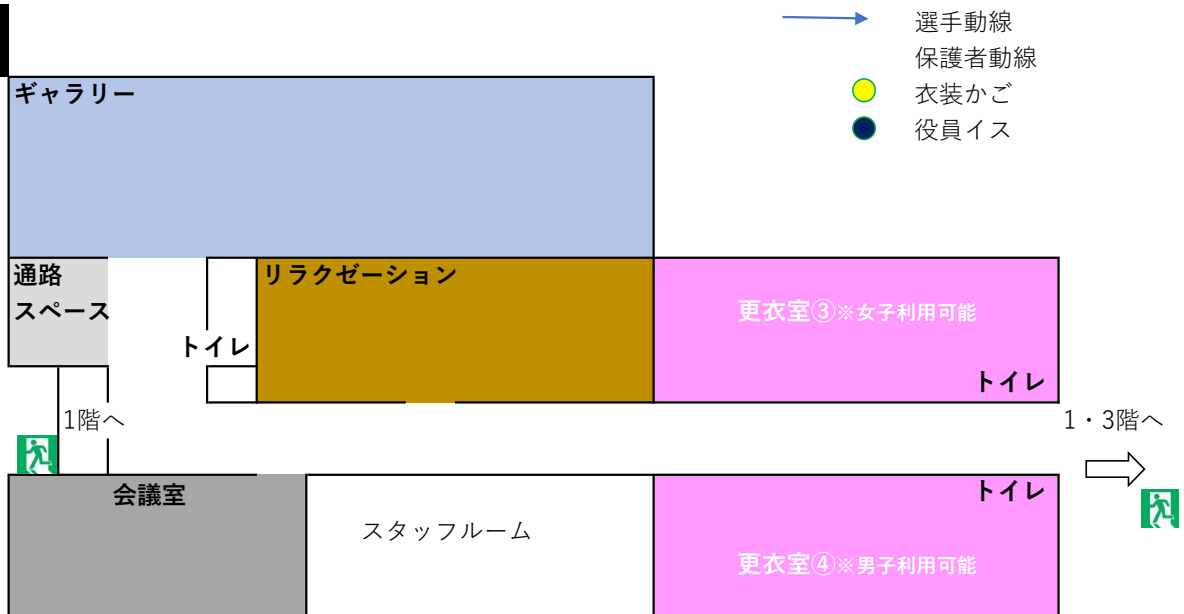 選手動線
保護者動線
衣装かご
役員イス
ギャラリー
通路
スペース
リラクゼーション
更衣室③※女子利用可能
トイレ
トイレ
1階へ
1・3階へ
会議室
スタッフルーム
トイレ
更衣室④※男子利用可能